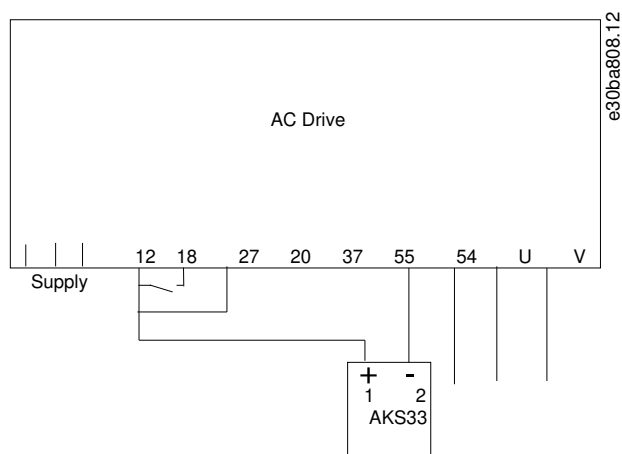 e30ba808.12
AC Drive
12 18 27 20 37 55 54 U V
Supply
+ -
1 2
AKS33